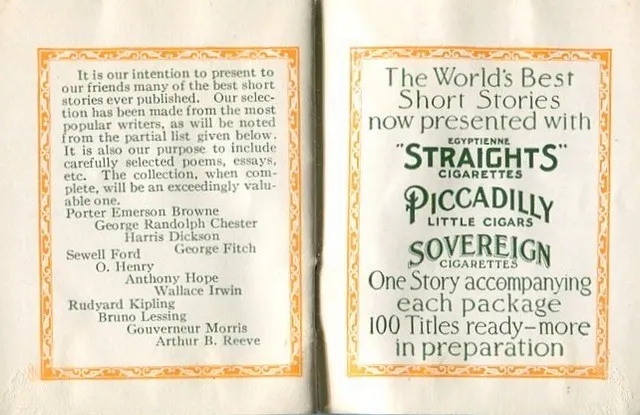 It is our intention to present to
our friends many of the best short
stories ever published. Our selec-
tion has been made from the most
popular writers, as will be noted
from the partial list given below.
It is also our purpose to include
carefully selected poems, essays,
etc. The collection, when com-
plete, will be an exceedingly valu-
able one.
Porter Emerson Browne
George Randolph Chester
Harris Dickson
George Fitch
Sewell Ford
O. Henry
Anthony Hope
Wallace Irwin
Rudyard Kipling
Bruno Lessing
Gouverneur Morris
Arthur B. Reeve
The World's Best
Short Stories
now presented with
EGYPTIENNE
"STRAIGHTS"
CIGARETTES
PICCADILLY
LITTLE CIGARS
SOVEREIGN
CIGARETTES
One Story accompanying
each package
100 Titles ready—more
in preparation